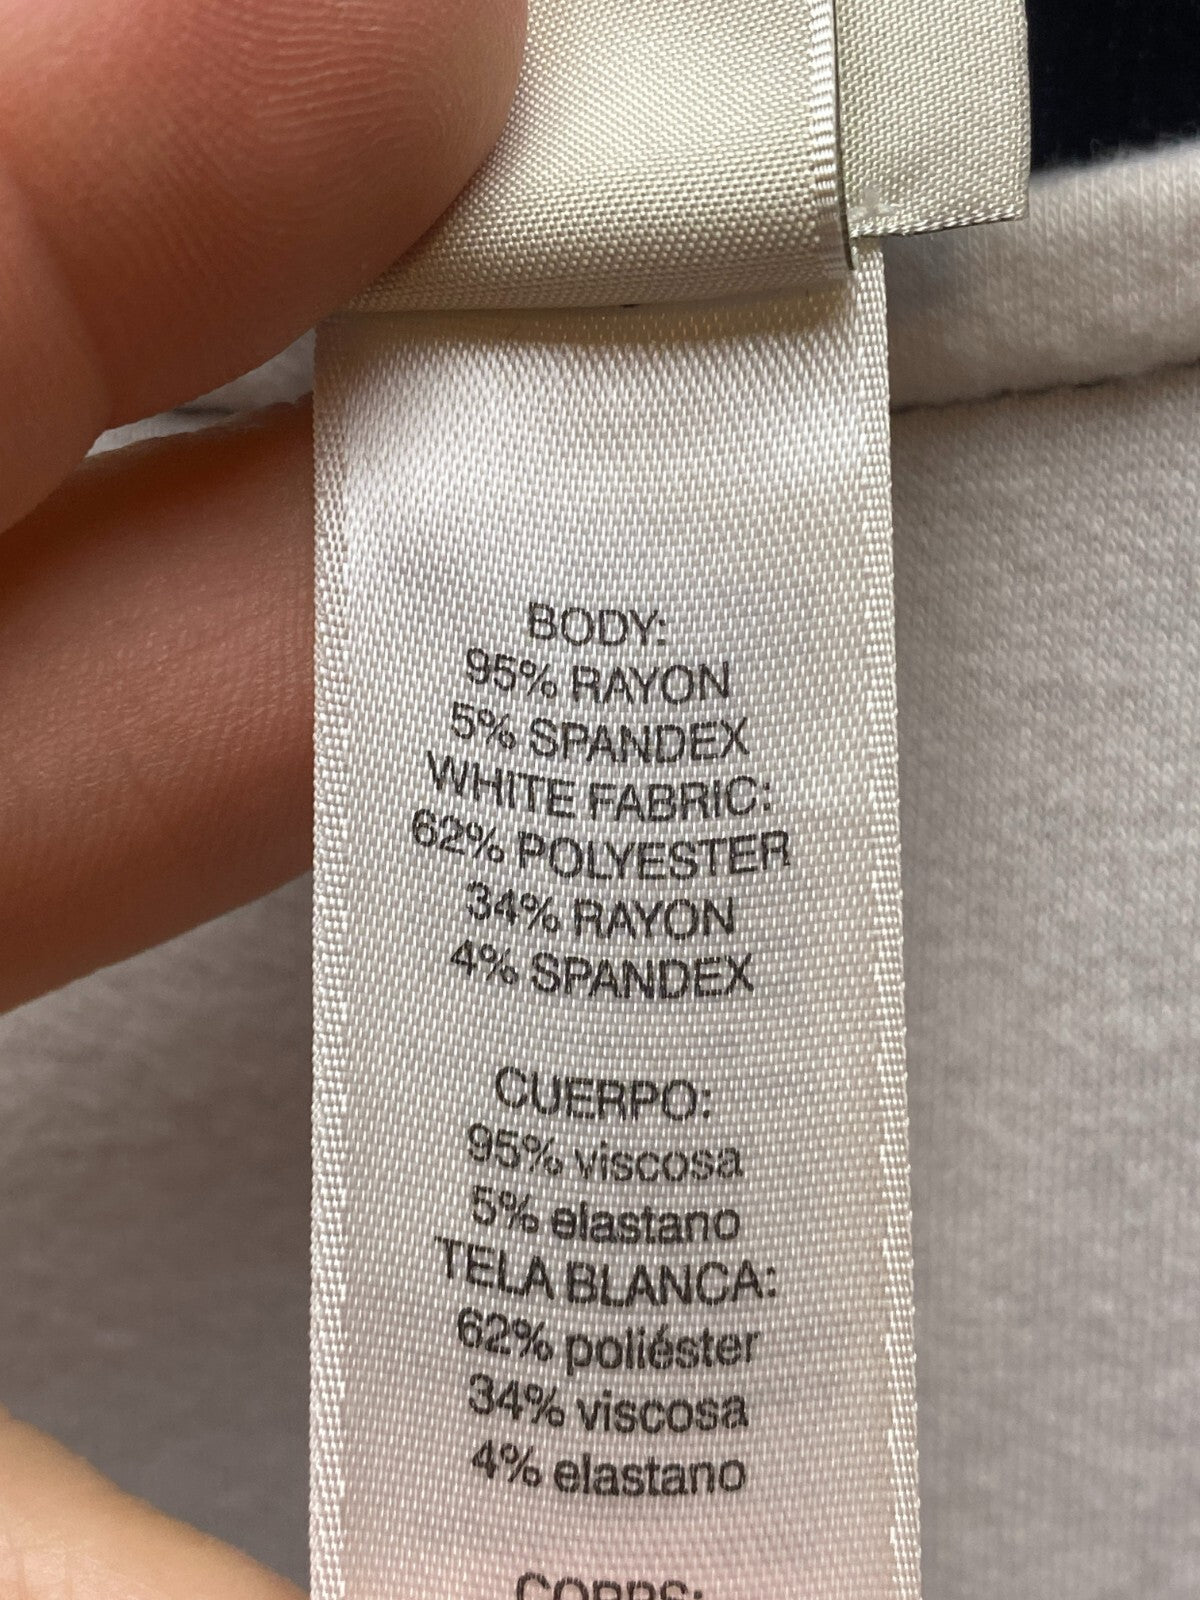 BODY:
95% RAYON
5% SPANDEX
WHITE FABRIC:
62% POLYESTER
34% RAYON
4% SPANDEX
CUERPO:
95% viscosa
5% elastano
TELA BLANCA:
62% poliéster
34% viscosa
4% elastano
CORPS: